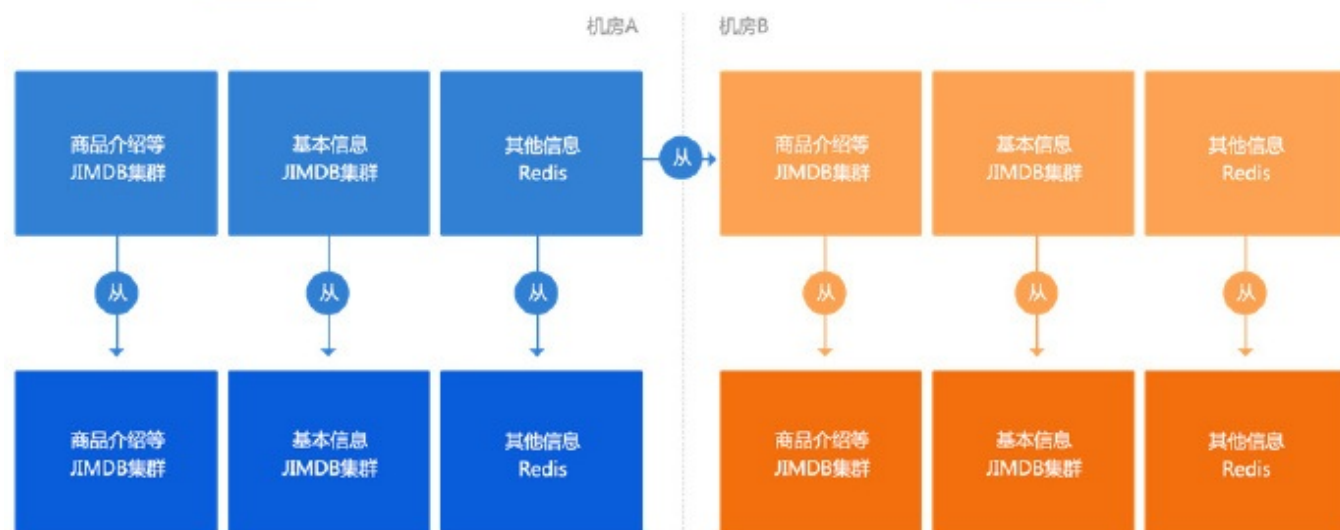 机房A
机房B
商品介绍等
JIMDB集群
基本信息
JIMDB集群
其他信息
Redis
从
商品介绍等
JIMDB集群
基本信息
JIMDB集群
其他信息
Redis
从
从
从
从
从
从
商品介绍等
JIMDB集群
基本信息
JIMDB集群
其他信息
Redis
商品介绍等
JIMDB集群
基本信息
JIMDB集群
其他信息
Redis